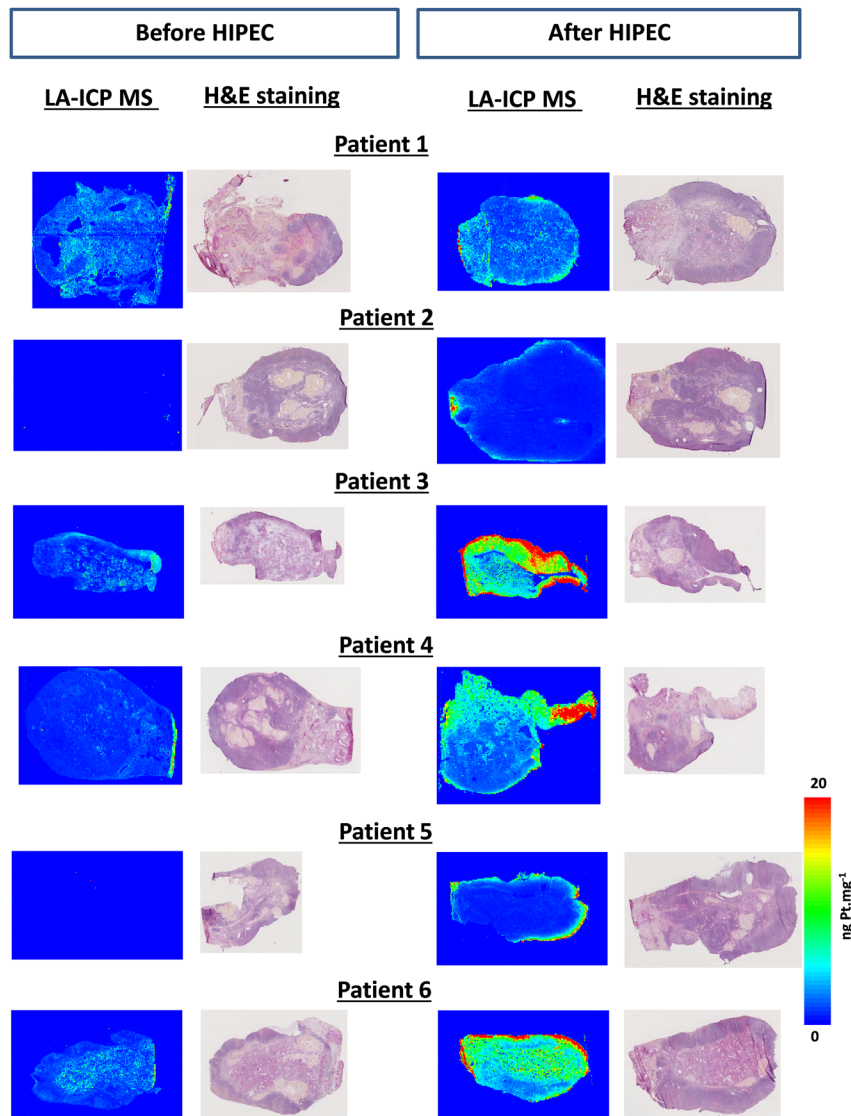 Before HIPEC After HIPEC
LA-ICP MS H&E staining LA-ICP MS H&E staining
Patient 1
Patient 2
Patient 3
Patient 4
20
Patient 5
ng Pt.mg⁻¹
Patient 6
0